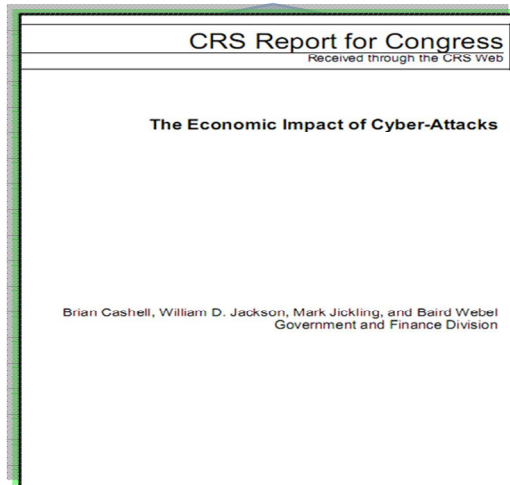 CRS Report for Congress
Received through the CRS Web
The Economic Impact of Cyber-Attacks
Brian Cashell, William D. Jackson, Mark Jickling, and Baird Webel
Government and Finance Division